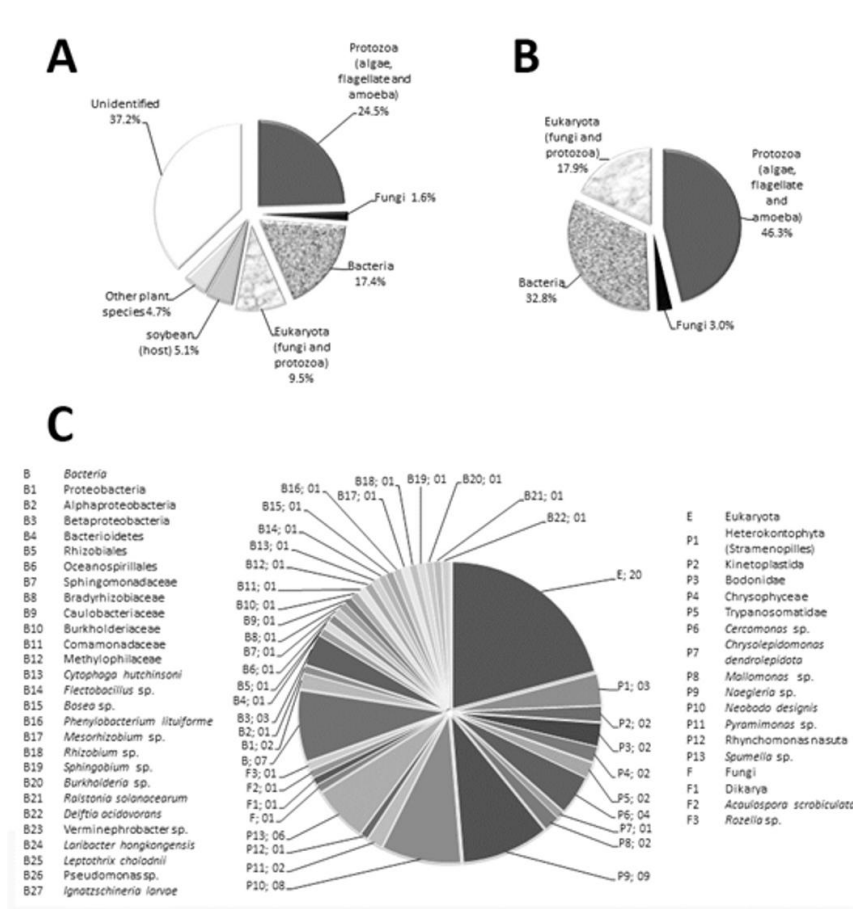 A
Protozoa
(algae,
flagellate and
amoeba)
24.5%
Unidentified
37.2%
Fungi 1.6%
Bacteria
17.4%
Other plant
species 4.7%
soybean
(host) 5.1%
Eukaryota
(fungi and
protozoa)
9.5%
B
Eukaryota
(fungi and
protozoa)
17.9%
Protozoa
(algae,
flagellate
and
amoeba)
46.3%
Bacteria
32.8%
Fungi 3.0%
C
B Bacteria
B1 Proteobacteria
B2 Alphaproteobacteria
B3 Betaproteobacteria
B4 Bacterioidetes
B5 Rhizobiales
B6 Oceanospirillales
B7 Sphingomonadaceae
B8 Bradyrhizobiaceae
B9 Caulobacteriaceae
B10 Burkholderiaceae
B11 Comamonadaceae
B12 Methylophilaceae
B13 Cytophaga hutchinsoni
B14 Flectobacillus sp.
B15 Bosea sp.
B16 Phenylobacterium lituiforme
B17 Mesorhizobium sp.
B18 Rhizobium sp.
B19 Sphingobium sp.
B20 Burkholderia sp.
B21 Ralstonia solanacearum
B22 Delftia acidovorans
B23 Verminephrobacter sp.
B24 Laribacter hongkongensis
B25 Leptothrix cholodnii
B26 Pseudomonas sp.
B27 Ignatzschineria larvae
B16; 01
B18; 01
B19; 01
B20; 01
B17; 01
B21; 01
B15; 01
B22; 01
B14; 01
B13; 01
B12; 01
B11; 01
B10; 01
B9; 01
B8; 01
B7; 01
B6; 01
B5; 01
B4; 01
B3; 03
B2; 01
B1; 02
B; 07
F3; 01
F2; 01
F1; 01
F; 01
P13; 06
P12; 01
P11; 02
P10; 08
E; 20
P1; 03
P2; 02
P3; 02
P4; 02
P5; 02
P6; 04
P7; 01
P8; 02
P9; 09
E Eukaryota
P1 Heterokontophyta
(Stramenopilles)
P2 Kinetoplastida
P3 Bodonidae
P4 Chrysophyceae
P5 Trypanosomatidae
P6 Cercomonas sp.
P7 Chrysolepidomonas
dendrolepidota
P8 Mallomonas sp.
P9 Naegleria sp.
P10 Neobodo designis
P11 Pyramimonas sp.
P12 Rhynchomonas nasuta
P13 Spumella sp.
F Fungi
F1 Dikarya
F2 Acaulospora scrobiculata
F3 Rozella sp.